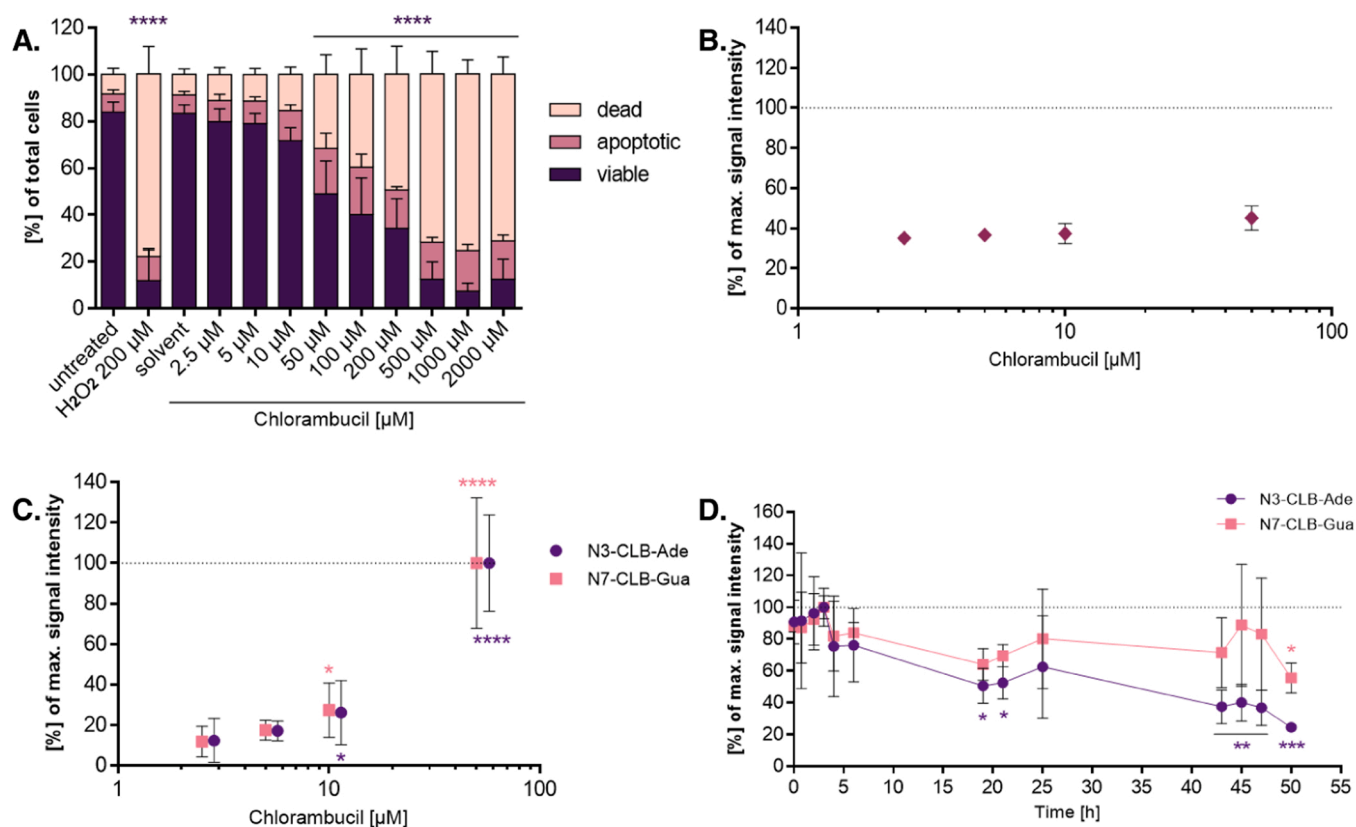 A.
[%] of total cells
120
100
80
60
40
20
0
****
****
untreated
H₂O₂ 200 µM
solvent
2.5 µM
5 µM
10 µM
50 µM
100 µM
200 µM
500 µM
1000 µM
2000 µM
Chlorambucil [µM]
dead
apoptotic
viable
B.
[%] of max. signal intensity
140
120
100
80
60
40
20
0
1
10
100
Chlorambucil [µM]
C.
[%] of max. signal intensity
140
120
100
80
60
40
20
0
****
*
****
*
1
10
100
Chlorambucil [µM]
N3-CLB-Ade
N7-CLB-Gua
D.
N3-CLB-Ade
N7-CLB-Gua
[%] of max. signal intensity
160
140
120
100
80
60
40
20
0
*
*
*
**
***
0
5
10
15
20
25
30
35
40
45
50
55
Time [h]